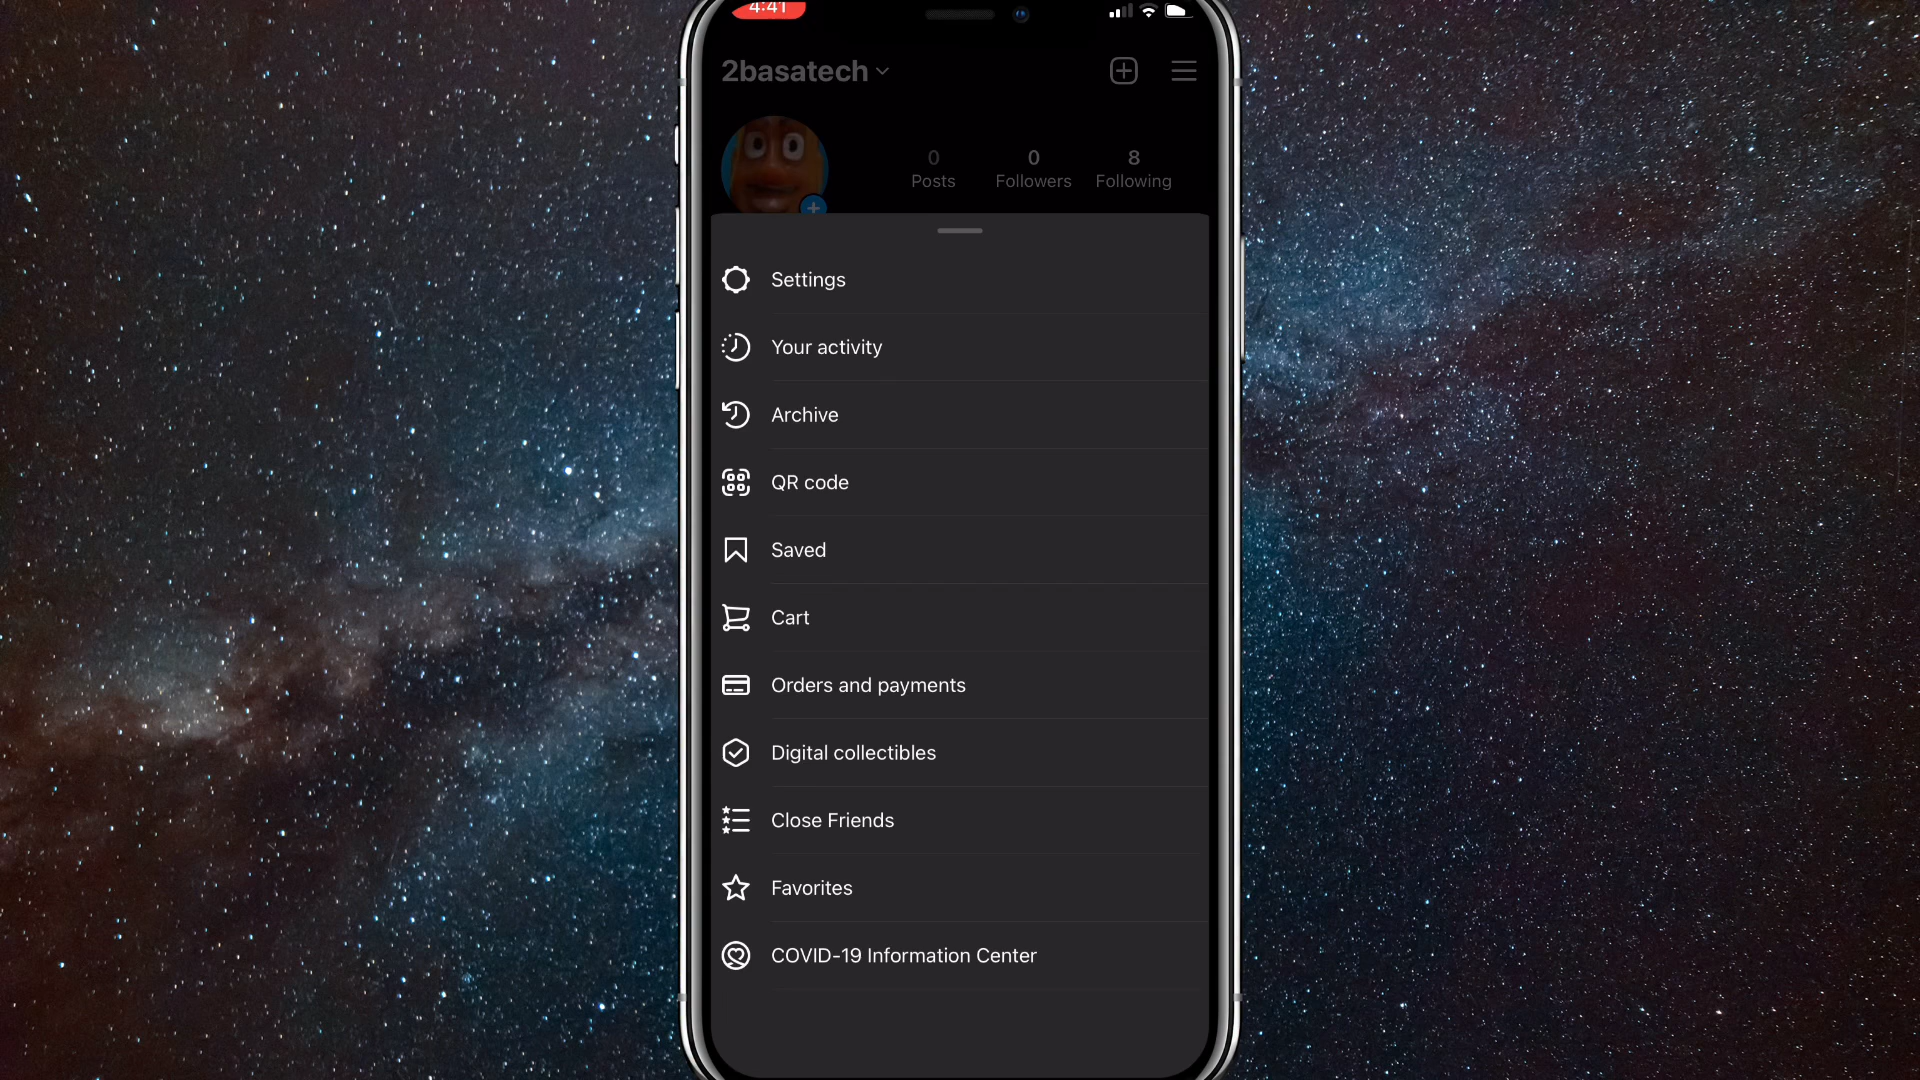 4:41
2basatech
0
0
8
Posts
Followers
Following
Settings
Your activity
Archive
QR code
Saved
Cart
Orders and payments
Digital collectibles
Close Friends
Favorites
COVID-19 Information Center